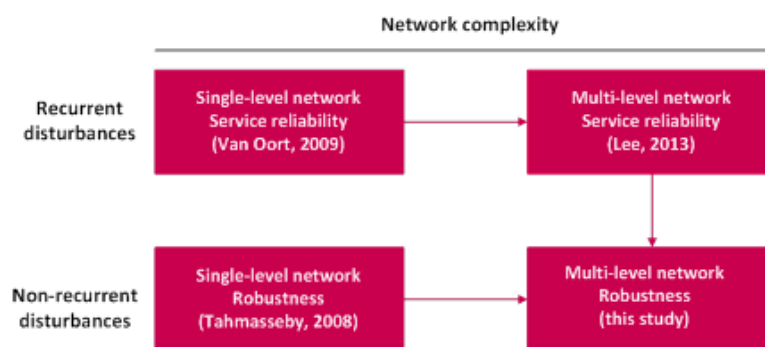 Network complexity
Recurrent
disturbances
Single-level network
Service reliability
(Van Oort, 2009)
Multi-level network
Service reliability
(Lee, 2013)
Non-recurrent
disturbances
Single-level network
Robustness
(Tahmasseby, 2008)
Multi-level network
Robustness
(this study)